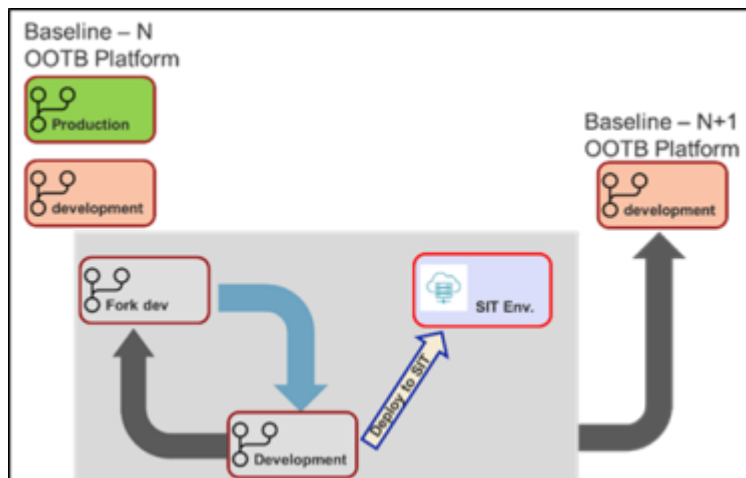 Baseline – N
OOTB Platform
Production
development
Baseline – N+1
OOTB Platform
development
Fork dev
SIT Env.
Deploy to SIT
Development